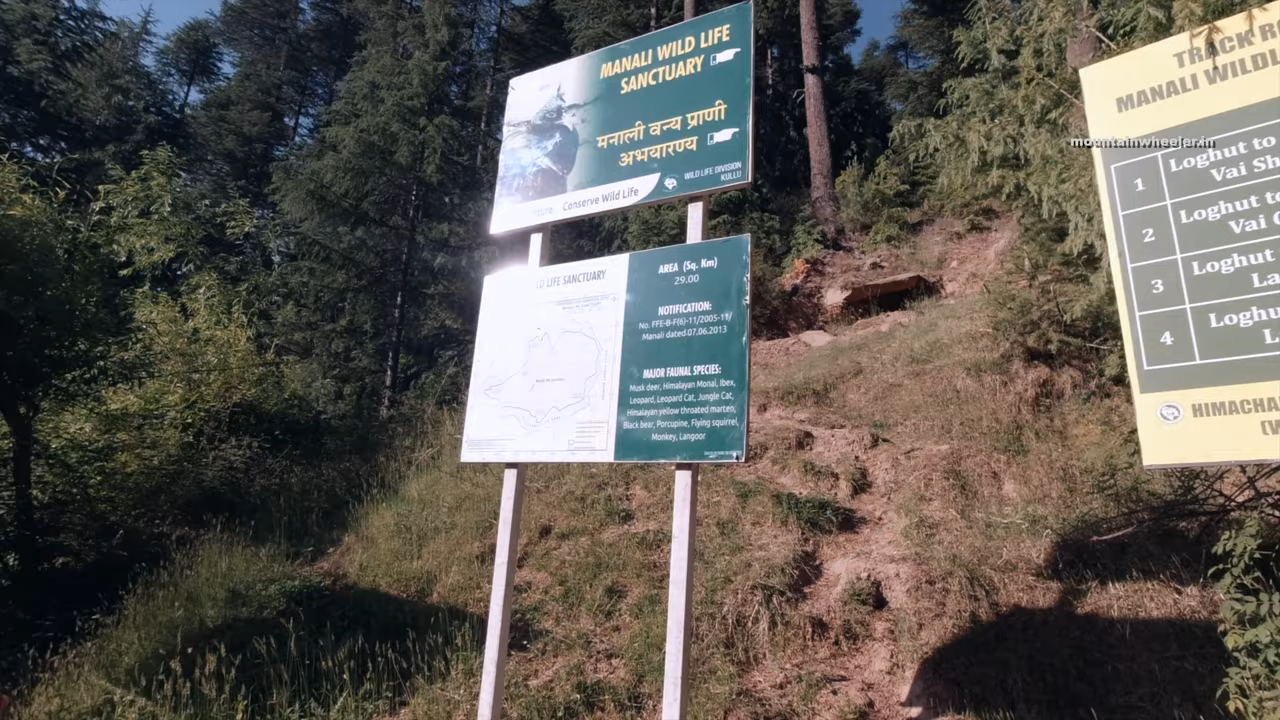 MANALI WILD LIFE
SANCTUARY
मनाली वन्य प्राणी
अभयारण्य
Conserve Wild Life
WILD LIFE DIVISION
KULLU
LIFE SANCTUARY
AREA (Sq. Km)
29.00
NOTIFICATION:
No. FFE-B-F(6)-11/2005-11/
Manali dated:07.06.2013
MAJOR FAUNAL SPECIES:
Musk deer, Himalayan Monal, Ibex,
Leopard, Leopard Cat, Jungle Cat,
Himalayan yellow throated marten,
Black bear, Porcupine, Flying squirrel,
Monkey, Langoor
TRACK R
MANALI WILDL
mountainwheeler.in
1 Loghut to
Vai Sh
2 Loghut to
Vai
3 Loghut
La
4 Loghu
L
HIMACHA